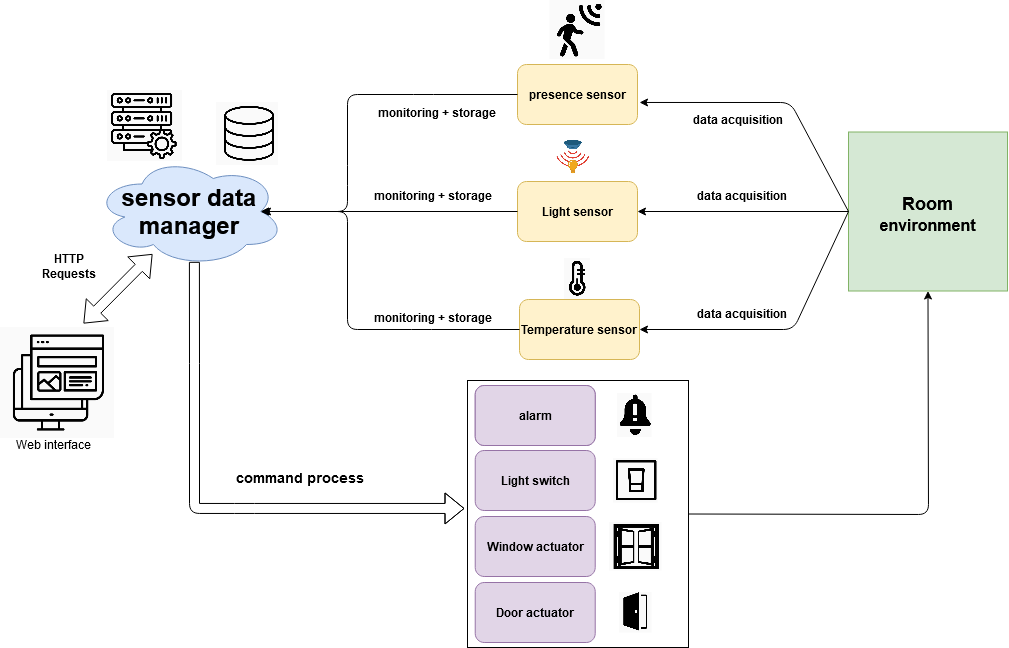 presence sensor
monitoring + storage
data acquisition
sensor data
manager
monitoring + storage
Light sensor
data acquisition
Room
environment
HTTP
Requests
monitoring + storage
Temperature sensor
data acquisition
Web interface
command process
alarm
Light switch
Window actuator
Door actuator